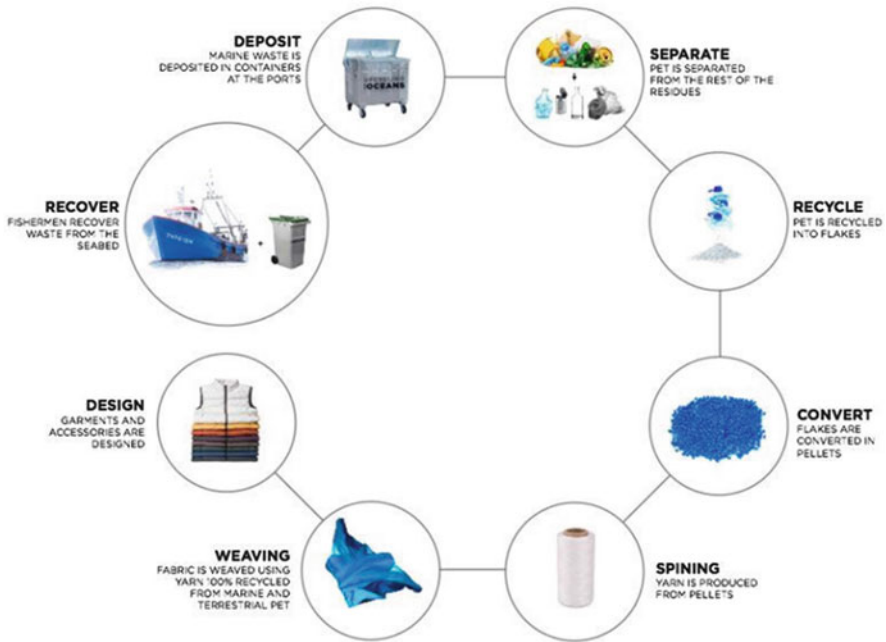 DEPOSIT
MARINE WASTE IS
DEPOSITED IN CONTAINERS
AT THE PORTS
OCEANS
SEPARATE
PET IS SEPARATED
FROM THE REST OF THE
RESIDUES
RECOVER
FISHERMEN RECOVER
WASTE FROM THE
SEABED
RECYCLE
PET IS RECYCLED
INTO FLAKES
DESIGN
GARMENTS AND
ACCESSORIES ARE
DESIGNED
CONVERT
FLAKES ARE
CONVERTED IN
PELLETS
WEAVING
FABRIC IS WEAVED USING
YARN 100% RECYCLED
FROM MARINE AND
TERRESTRIAL PET
SPINING
YARN IS PRODUCED
FROM PELLETS